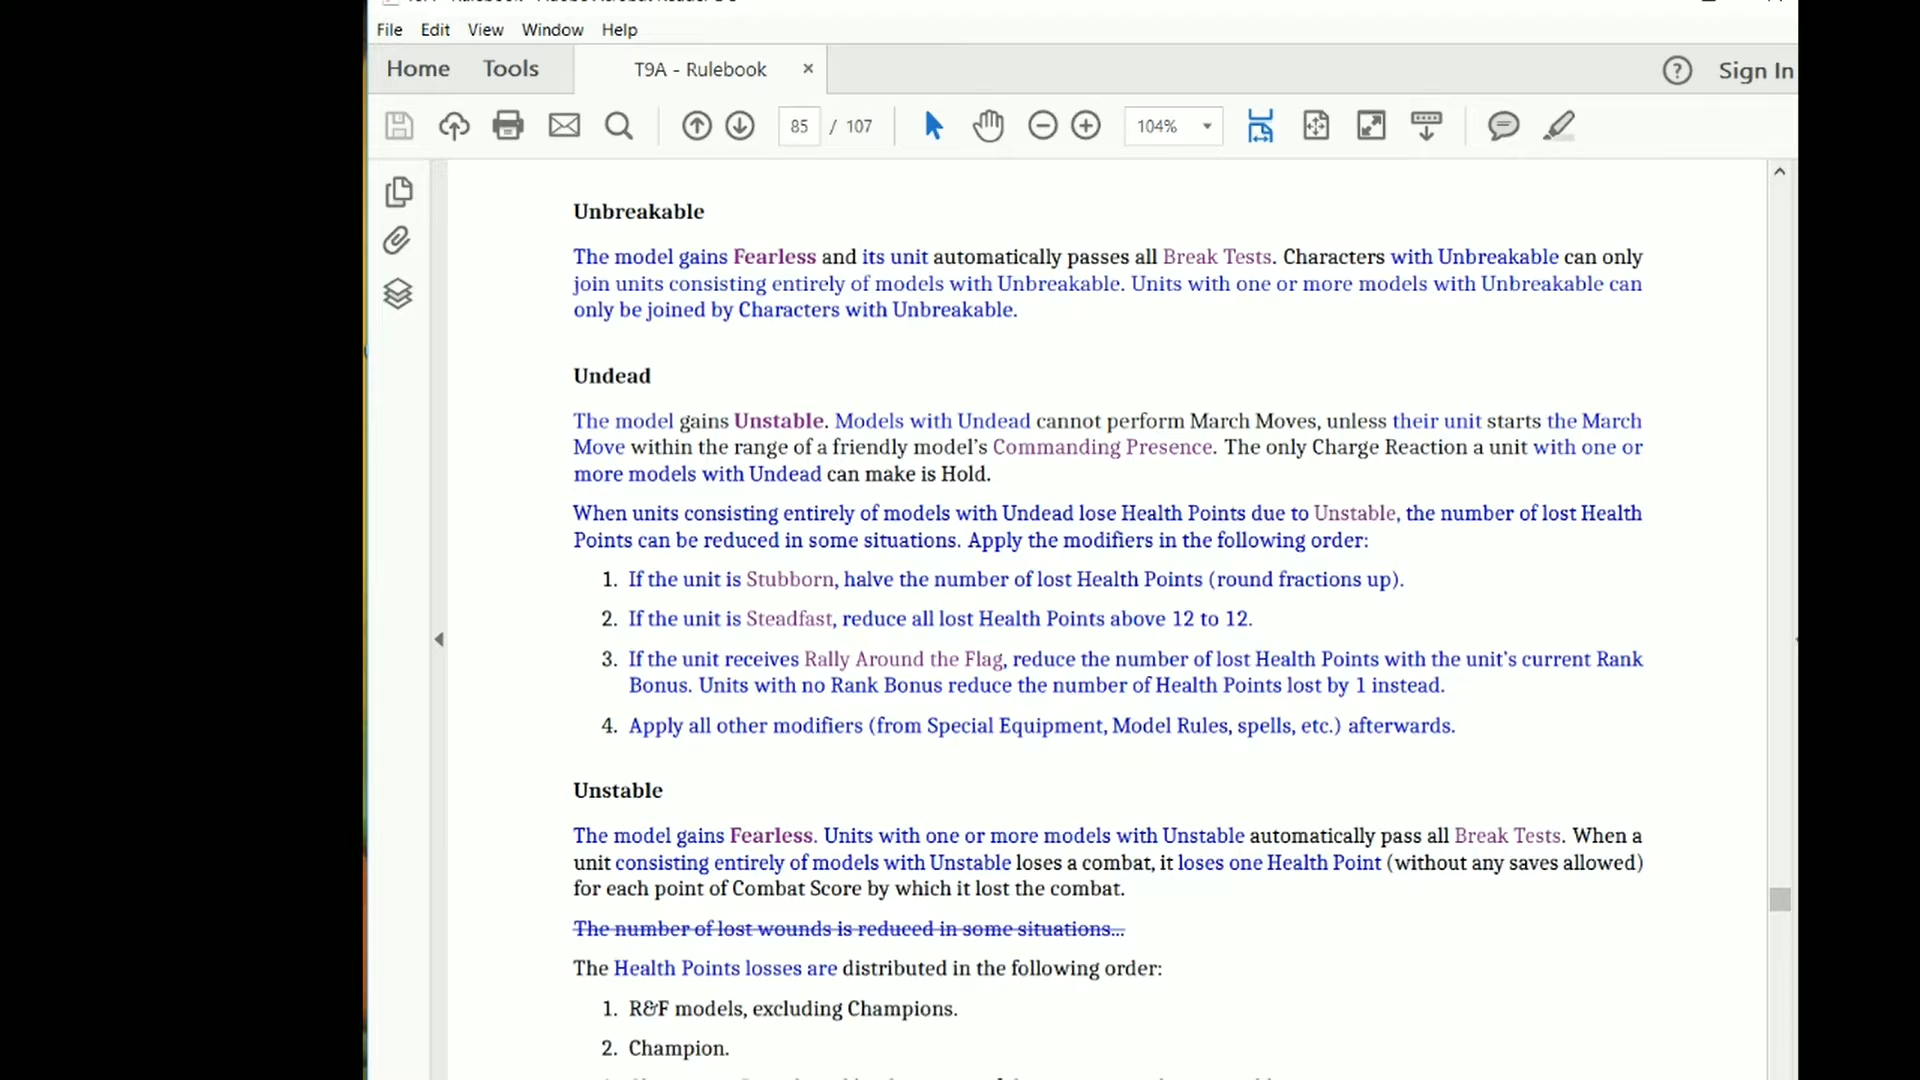 File Edit View Window Help
Home Tools T9A - Rulebook × ? Sign In
85 / 107 104%
Unbreakable
The model gains Fearless and its unit automatically passes all Break Tests. Characters with Unbreakable can only
join units consisting entirely of models with Unbreakable. Units with one or more models with Unbreakable can
only be joined by Characters with Unbreakable.
Undead
The model gains Unstable. Models with Undead cannot perform March Moves, unless their unit starts the March
Move within the range of a friendly model’s Commanding Presence. The only Charge Reaction a unit with one or
more models with Undead can make is Hold.
When units consisting entirely of models with Undead lose Health Points due to Unstable, the number of lost Health
Points can be reduced in some situations. Apply the modifiers in the following order:
1. If the unit is Stubborn, halve the number of lost Health Points (round fractions up).
2. If the unit is Steadfast, reduce all lost Health Points above 12 to 12.
3. If the unit receives Rally Around the Flag, reduce the number of lost Health Points with the unit’s current Rank
Bonus. Units with no Rank Bonus reduce the number of Health Points lost by 1 instead.
4. Apply all other modifiers (from Special Equipment, Model Rules, spells, etc.) afterwards.
Unstable
The model gains Fearless. Units with one or more models with Unstable automatically pass all Break Tests. When a
unit consisting entirely of models with Unstable loses a combat, it loses one Health Point (without any saves allowed)
for each point of Combat Score by which it lost the combat.
The number of lost wounds is reduced in some situations...
The Health Points losses are distributed in the following order:
1. R&F models, excluding Champions.
2. Champion.